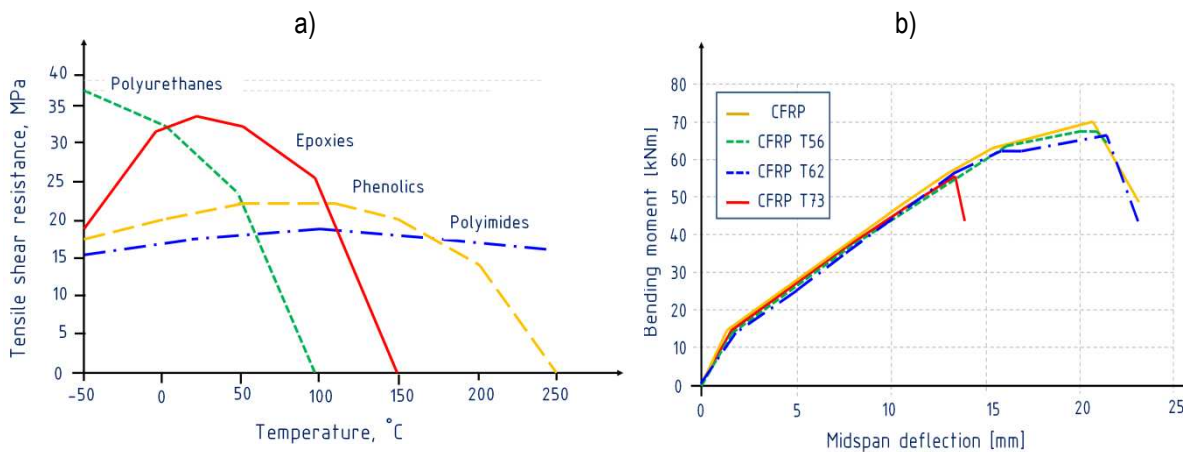 a)
Tensile shear resistance, MPa
40
35
30
25
20
15
10
5
0
Polyurethanes
Epoxies
Phenolics
Polyimides
-50 0 50 100 150 200 250
Temperature, °C
b)
Bending moment [kNm]
80
70
60
50
40
30
20
10
0
CFRP
CFRP T56
CFRP T62
CFRP T73
0 5 10 15 20 25
Midspan deflection [mm]